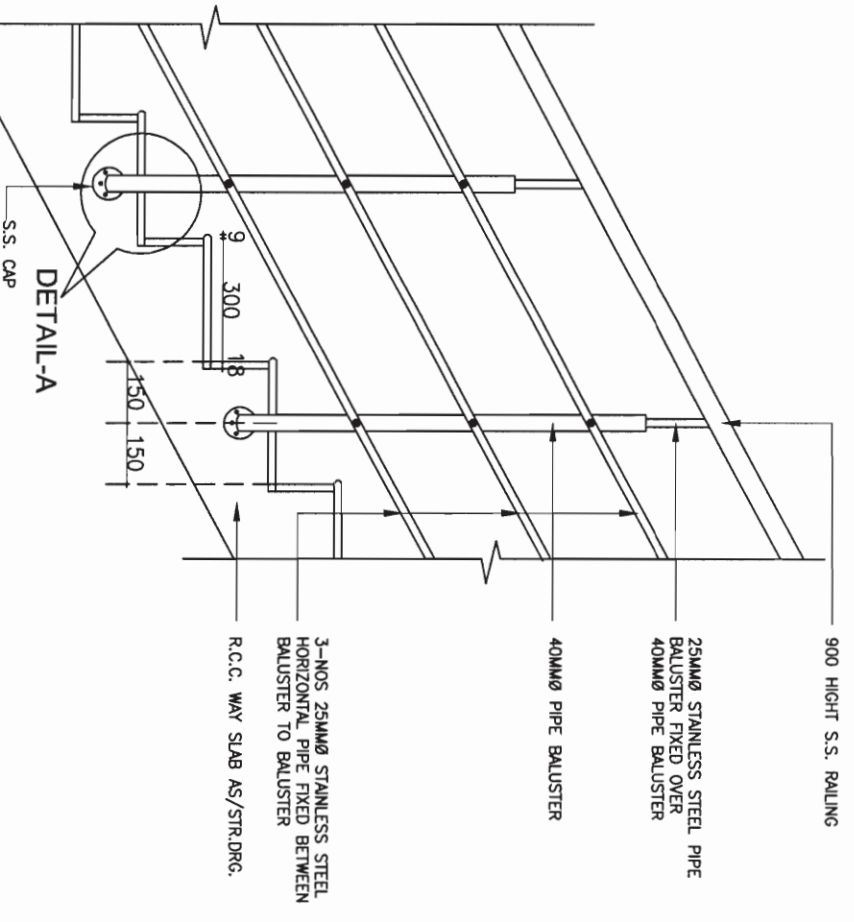 900 HIGHT S.S. RAILING
25MMØ STAINLESS STEEL PIPE
BALUSTER FIXED OVER
40MMØ PIPE BALUSTER
40MMØ PIPE BALUSTER
3-NOS 25MMØ STAINLESS STEEL
HORIZONTAL PIPE FIXED BETWEEN
BALUSTER TO BALUSTER
R.C.C. WAY SLAB AS/STR.DRG.
9
300
18
150
150
DETAIL-A
S.S. CAP